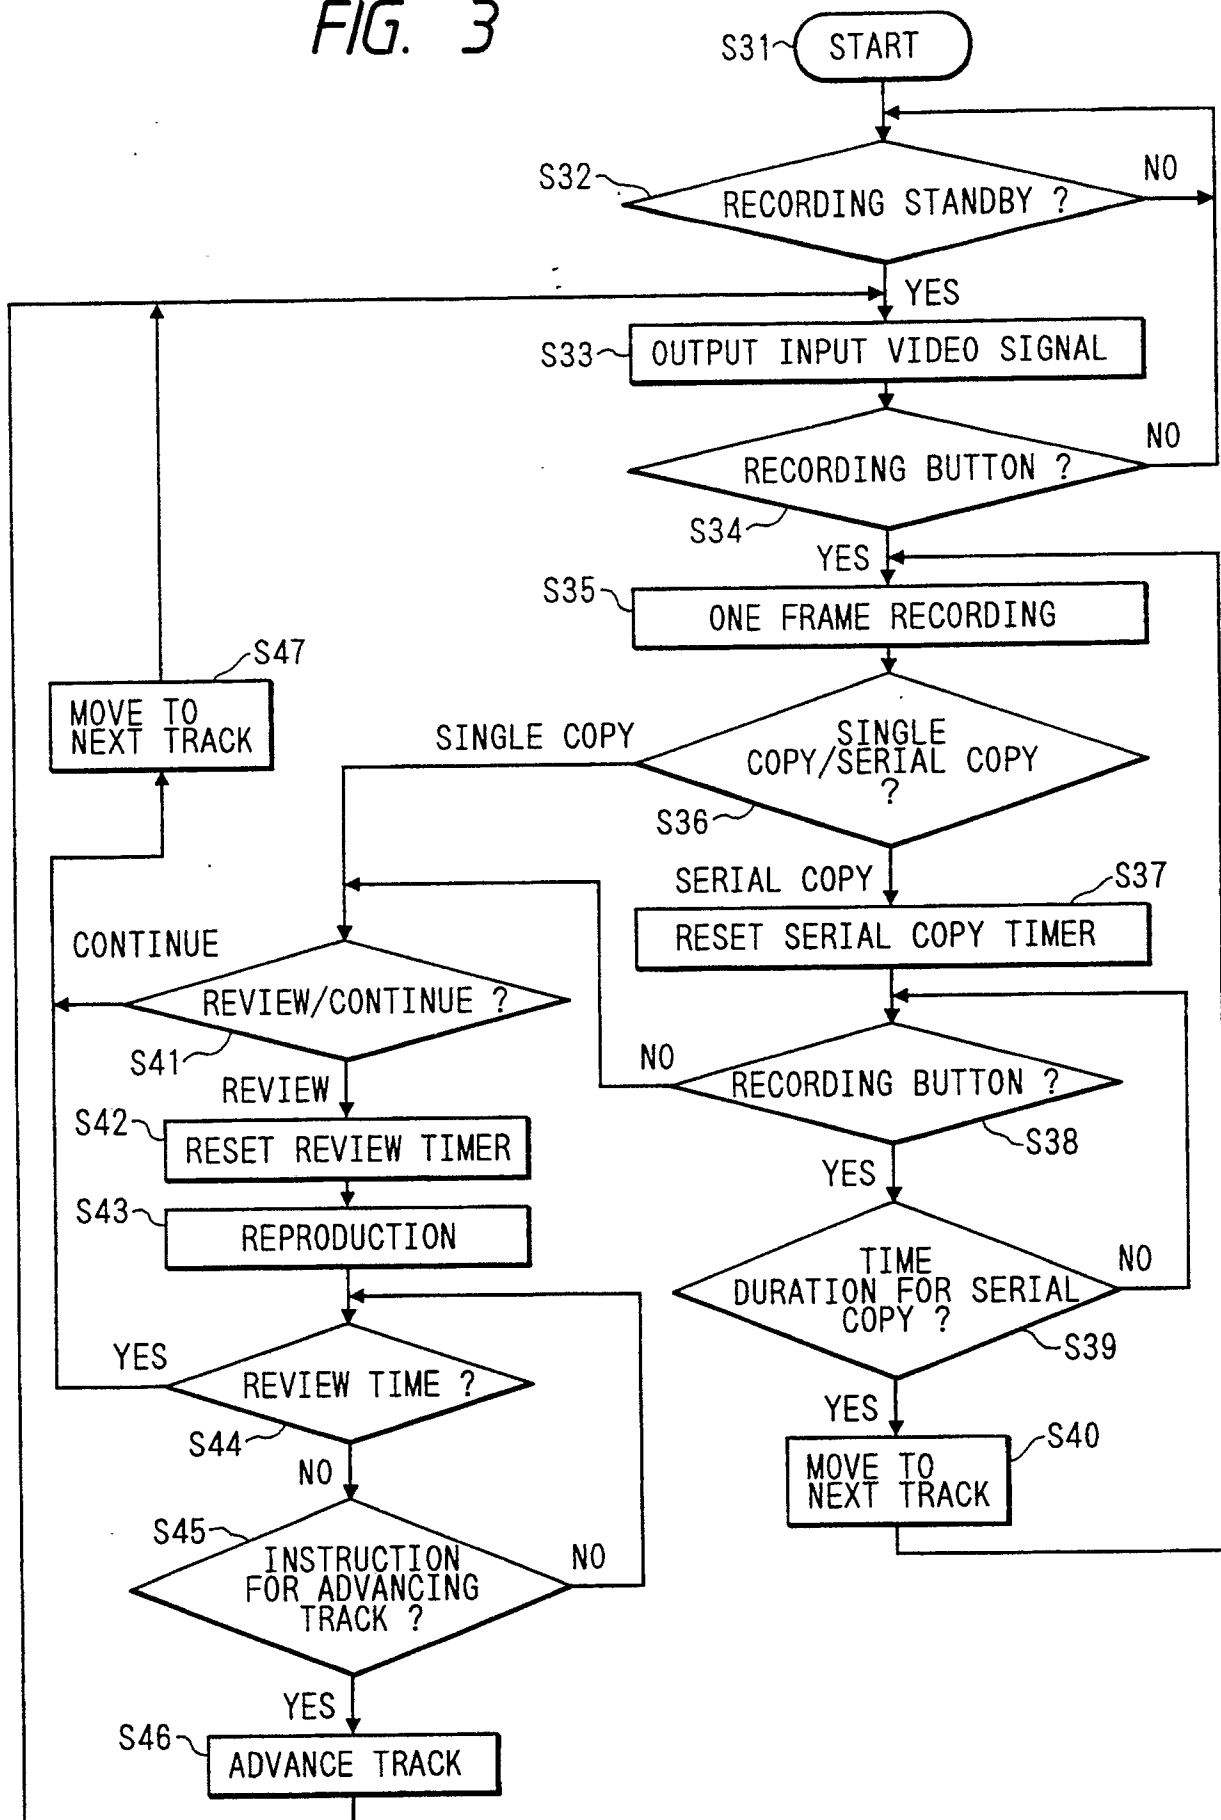 FIG. 3
S31
START
S32
RECORDING STANDBY ?
NO
YES
S33
OUTPUT INPUT VIDEO SIGNAL
RECORDING BUTTON ?
NO
S34
YES
S35
ONE FRAME RECORDING
S47
MOVE TO
NEXT TRACK
SINGLE COPY
SINGLE
COPY/SERIAL COPY
?
S36
SERIAL COPY
S37
RESET SERIAL COPY TIMER
CONTINUE
REVIEW/CONTINUE ?
S41
REVIEW
NO
RECORDING BUTTON ?
S38
S42
RESET REVIEW TIMER
YES
S43
REPRODUCTION
TIME
DURATION FOR SERIAL
COPY ?
NO
S39
YES
REVIEW TIME ?
S44
NO
YES
S40
MOVE TO
NEXT TRACK
S45
INSTRUCTION
FOR ADVANCING
TRACK ?
NO
YES
S46
ADVANCE TRACK